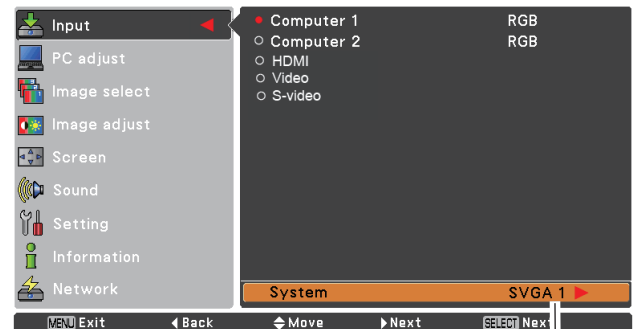 Input
PC adjust
Image select
Image adjust
Screen
Sound
Setting
Information
Network
Computer 1 RGB
Computer 2 RGB
HDMI
Video
S-video
System SVGA 1
MENU Exit Back Move Next SELECT Next